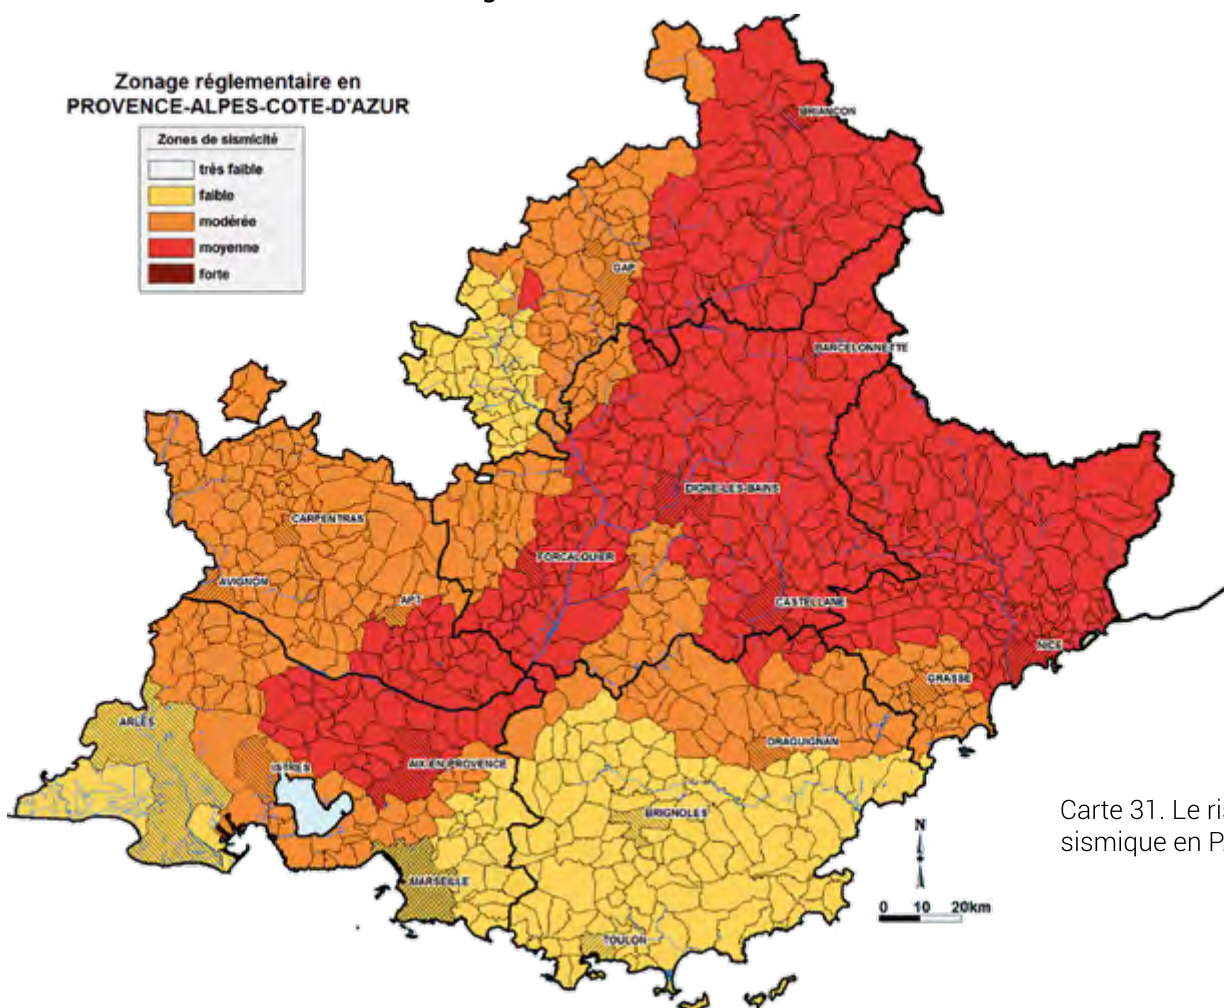 Zonage réglementaire en
PROVENCE-ALPES-COTE-D'AZUR
Zones de sismicité
très faible
faible
modérée
moyenne
forte
BRIANCON
GAP
BARCELONNETTE
DIGNE-LES-BAINS
CARPENTRAS
FORCALQUIER
AVIGNON
APT
CASTELLANE
NICE
GRASSE
ARLES
DRAGUIGNAN
ISTRES
AIX-EN-PROVENCE
BRIGNOLES
Carte 31. Le ris
sismique en P
N
MARSEILLE
0 10 20km
TOULON